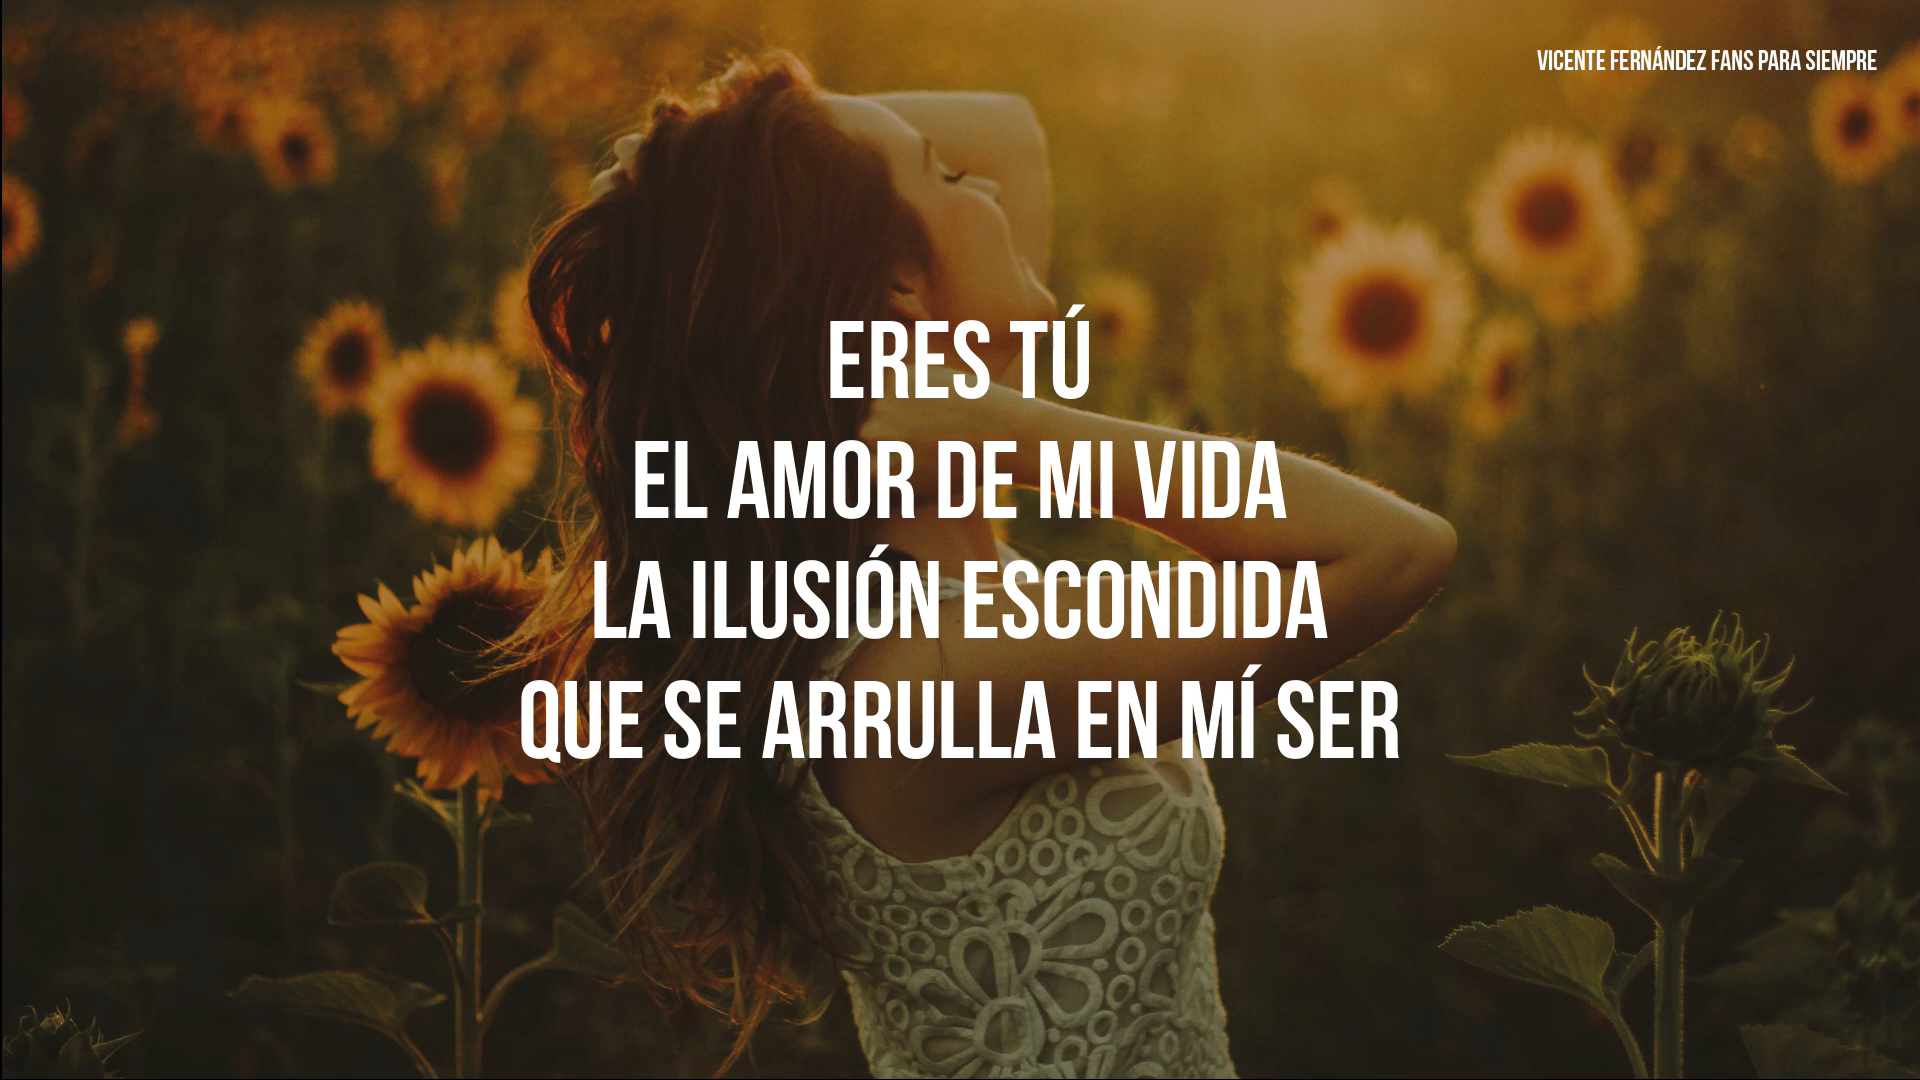 VICENTE FERNÁNDEZ FANS PARA SIEMPRE
ERES TÚ
EL AMOR DE MI VIDA
LA ILUSIÓN ESCONDIDA
QUE SE ARRULLA EN MÍ SER